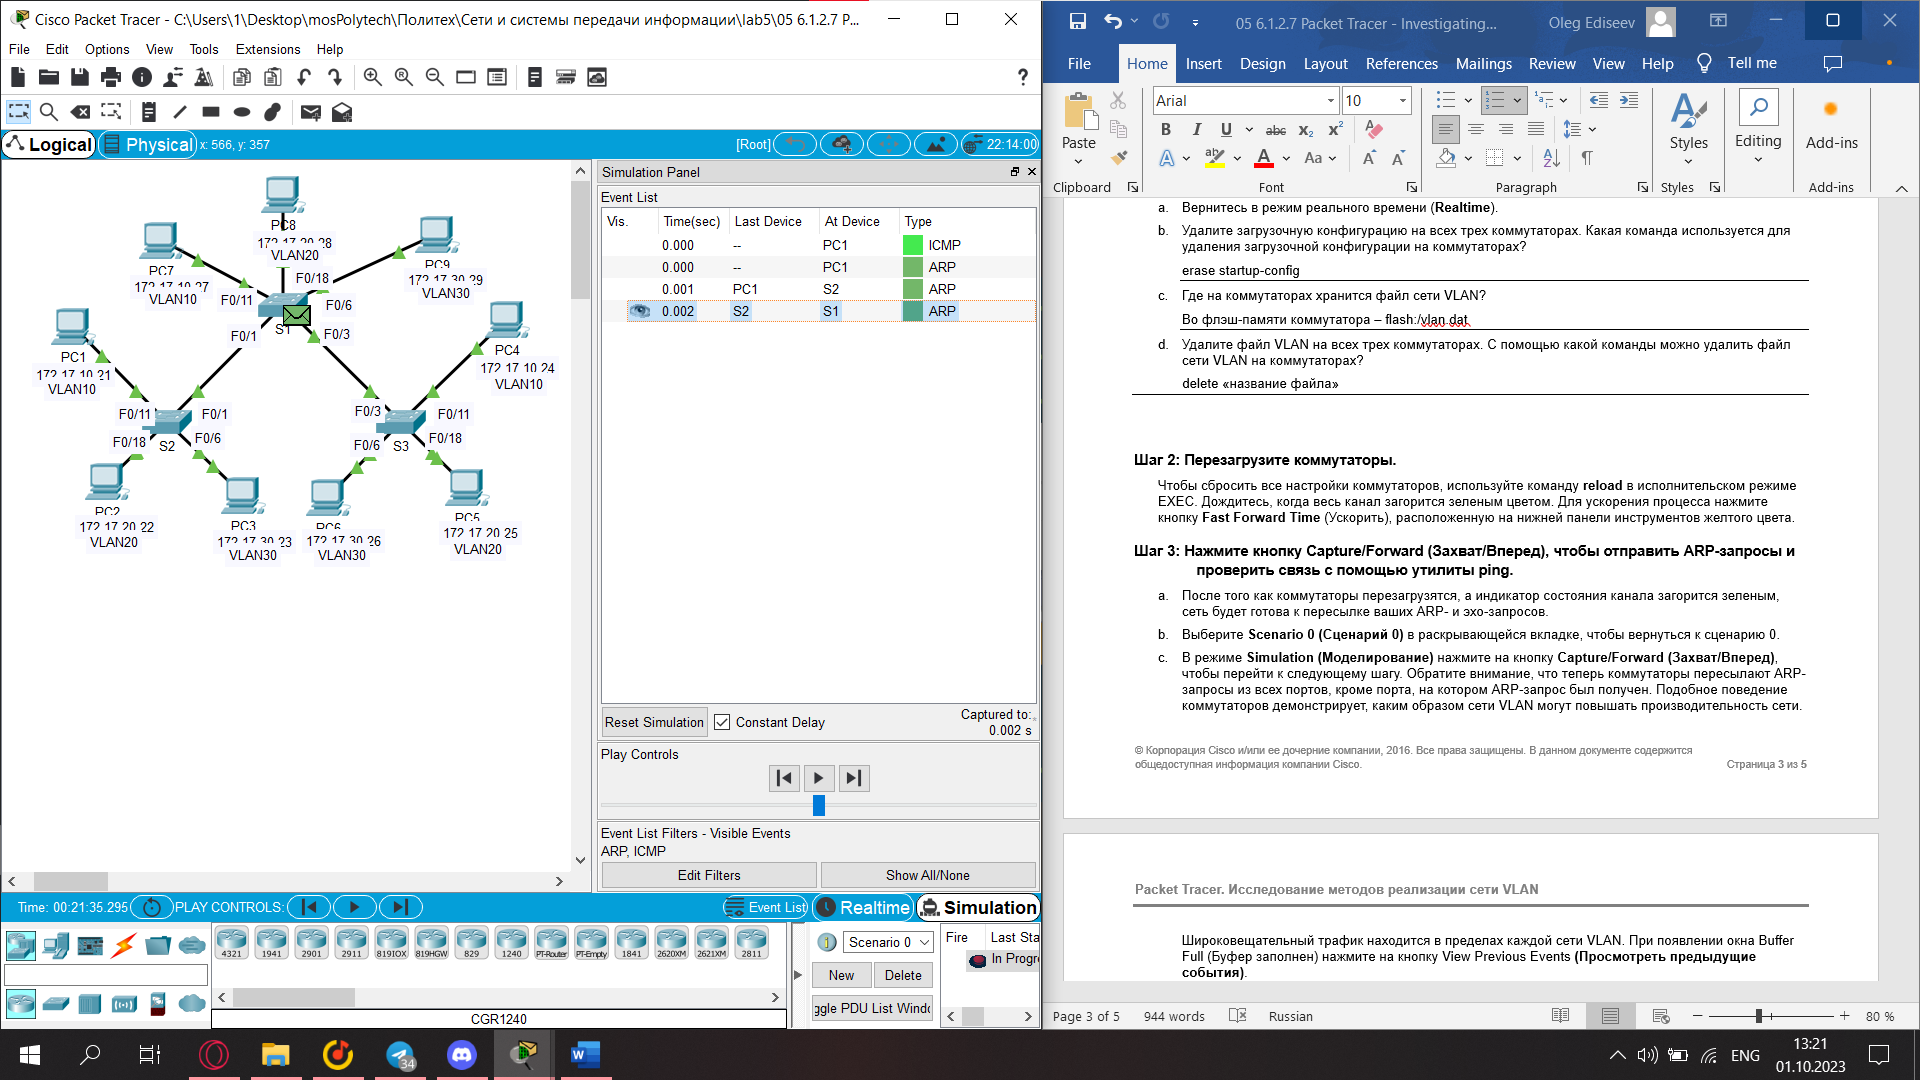 Cisco Packet Tracer - C:\Users\1\Desktop\mosPolytech\Политех\Сети и системы передачи информации\lab5\05 6.1.2.7 P...
File Edit Options View Tools Extensions Help
?
Logical Physical x: 566, y: 357 [Root] 22:14:00
PC8
172.17.20.28
VLAN20
PC7
172.17.10.27
VLAN10
PC9
172.17.30.29
VLAN30
F0/18
F0/11
F0/6
S1
F0/1
F0/3
PC1
172.17.10.21
VLAN10
PC4
172.17.10.24
VLAN10
F0/11
F0/1
F0/18
F0/6
S2
F0/3
F0/11
F0/6
F0/18
S3
PC2
172.17.20.22
VLAN20
PC3
172.17.30.23
VLAN30
PC6
172.17.30.26
VLAN30
PC5
172.17.20.25
VLAN20
Simulation Panel
Event List
Vis. Time(sec) Last Device At Device Type
0.000 -- PC1 ICMP
0.000 -- PC1 ARP
0.001 PC1 S2 ARP
0.002 S2 S1 ARP
Reset Simulation Constant Delay Captured to:
0.002 s
Play Controls
Event List Filters - Visible Events
ARP, ICMP
Edit Filters Show All/None
Time: 00:21:35.295 PLAY CONTROLS: Event List Realtime Simulation
4321 1941 2901 2911 819IOX 819HGW 829 1240 PT-Router PT-Empty 1841 2620XM 2621XM 2811
CGR1240
Scenario 0
New Delete
ggle PDU List Windo
Fire Last Sta
In Progre
05 6.1.2.7 Packet Tracer - Investigating... Oleg Ediseev
File Home Insert Design Layout References Mailings Review View Help Tell me
Paste
Clipboard
Arial 10
B I U abc x₂ x²
A A Aa A A
Font
Paragraph
Styles
Styles
Editing
Add-ins
Add-ins
a. Вернитесь в режим реального времени (Realtime).
b. Удалите загрузочную конфигурацию на всех трех коммутаторах. Какая команда используется для
удаления загрузочной конфигурации на коммутаторах?
erase startup-config
c. Где на коммутаторах хранится файл сети VLAN?
Во флэш-памяти коммутатора – flash:/vlan.dat
d. Удалите файл VLAN на всех трех коммутаторах. С помощью какой команды можно удалить файл
сети VLAN на коммутаторах?
delete «название файла»
Шаг 2: Перезагрузите коммутаторы.
Чтобы сбросить все настройки коммутаторов, используйте команду reload в исполнительском режиме
EXEC. Дождитесь, когда весь канал загорится зеленым цветом. Для ускорения процесса нажмите
кнопку Fast Forward Time (Ускорить), расположенную на нижней панели инструментов желтого цвета.
Шаг 3: Нажмите кнопку Capture/Forward (Захват/Вперед), чтобы отправить ARP-запросы и
проверить связь с помощью утилиты ping.
a. После того как коммутаторы перезагрузятся, а индикатор состояния канала загорится зеленым,
сеть будет готова к пересылке ваших ARP- и эхо-запросов.
b. Выберите Scenario 0 (Сценарий 0) в раскрывающейся вкладке, чтобы вернуться к сценарию 0.
c. В режиме Simulation (Моделирование) нажмите на кнопку Capture/Forward (Захват/Вперед),
чтобы перейти к следующему шагу. Обратите внимание, что теперь коммутаторы пересылают ARP-
запросы из всех портов, кроме порта, на котором ARP-запрос был получен. Подобное поведение
коммутаторов демонстрирует, каким образом сети VLAN могут повышать производительность сети.
© Корпорация Cisco и/или ее дочерние компании, 2016. Все права защищены. В данном документе содержится
общедоступная информация компании Cisco. Страница 3 из 5
Packet Tracer. Исследование методов реализации сети VLAN
Широковещательный трафик находится в пределах каждой сети VLAN. При появлении окна Buffer
Full (Буфер заполнен) нажмите на кнопку View Previous Events (Просмотреть предыдущие
события).
Page 3 of 5 944 words Russian 80 %
34
ENG
13:21
01.10.2023